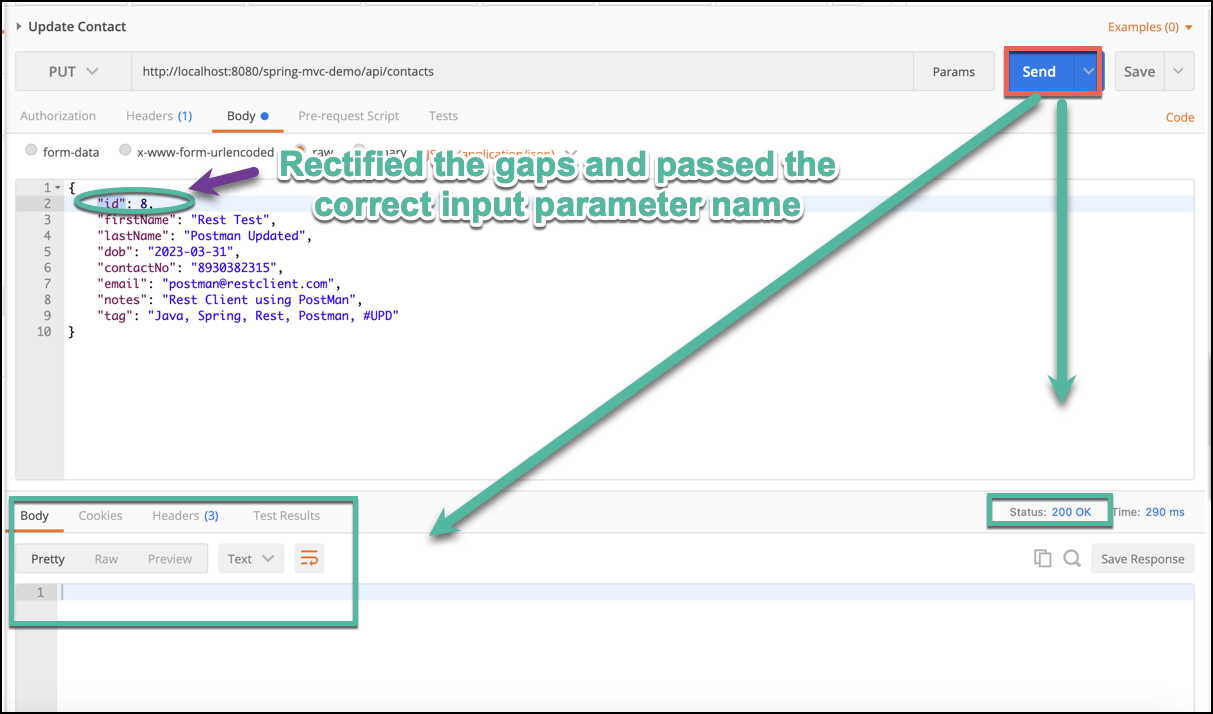 Update Contact Examples (0)
PUT http://localhost:8080/spring-mvc-demo/api/contacts Params Send Save
Authorization Headers (1) Body Pre-request Script Tests Code
form-data x-www-form-urlencoded raw binary JSON (application/json)
Rectified the gaps and passed the
correct input parameter name
1 {
2 "id": 8,
3 "firstName": "Rest Test",
4 "lastName": "Postman Updated",
5 "dob": "2023-03-31",
6 "contactNo": "8930382315",
7 "email": "postman@restclient.com",
8 "notes": "Rest Client using PostMan",
9 "tag": "Java, Spring, Rest, Postman, #UPD"
10 }
Body Cookies Headers (3) Test Results Status: 200 OK Time: 290 ms
Pretty Raw Preview Text Save Response
1